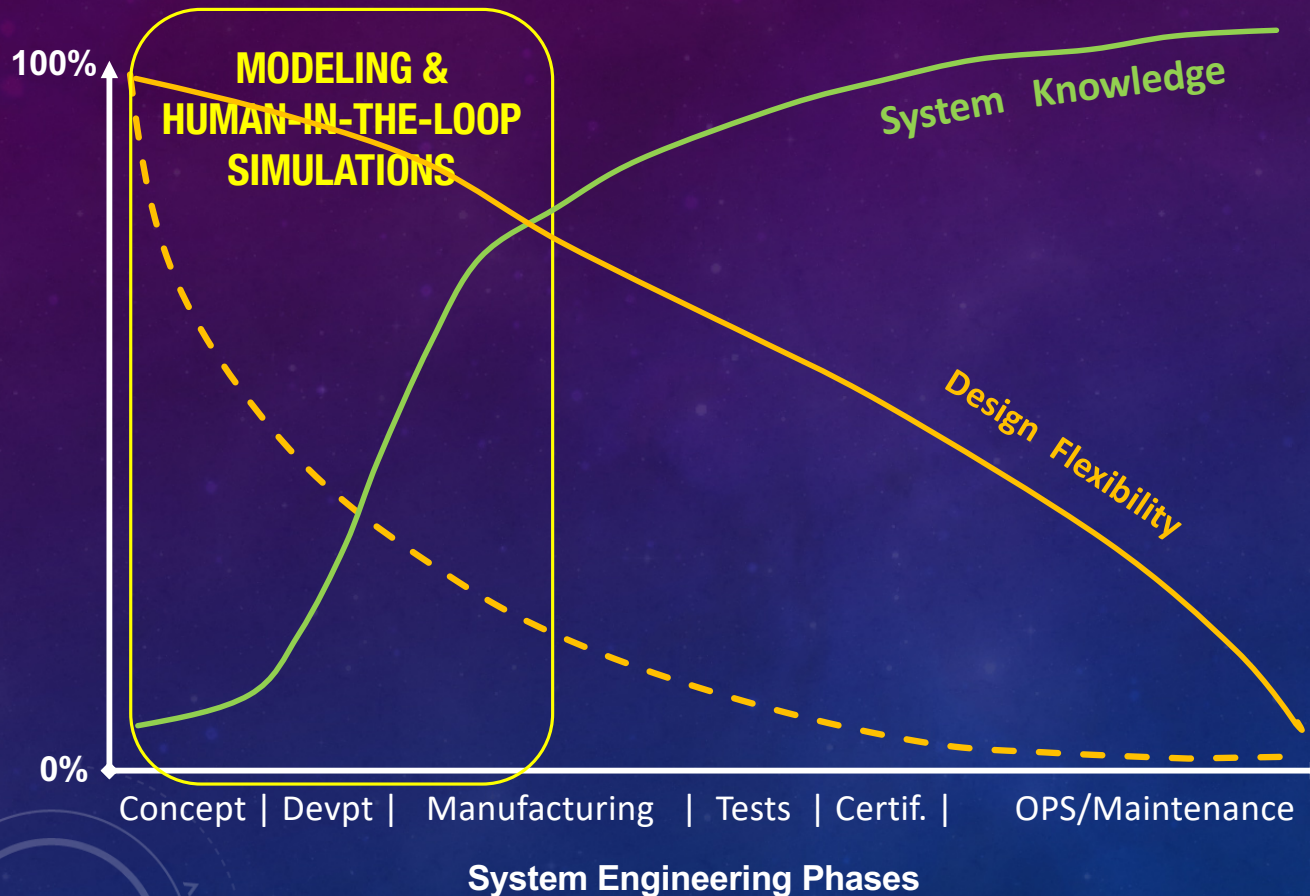 100%
MODELING &
HUMAN-IN-THE-LOOP
SIMULATIONS
System Knowledge
Design Flexibility
0%
Concept | Devpt | Manufacturing | Tests | Certif. | OPS/Maintenance
System Engineering Phases